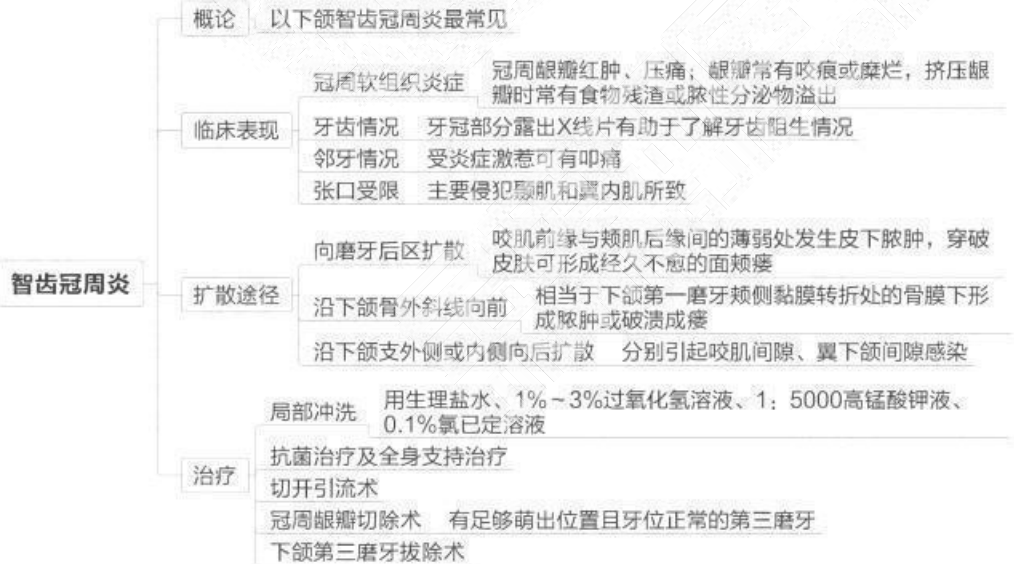 概论 以下颌智齿冠周炎最常见
冠周软组织炎症 冠周龈瓣红肿、压痛；龈瓣常有咬痕或糜烂，挤压龈
瓣时常有食物残渣或脓性分泌物溢出
临床表现
牙齿情况 牙冠部分露出X线片有助于了解牙齿阻生情况
邻牙情况 受炎症激惹可有叩痛
张口受限 主要侵犯颞肌和翼内肌所致
智齿冠周炎
向磨牙后区扩散 咬肌前缘与颊肌后缘间的薄弱处发生皮下脓肿，穿破
皮肤可形成经久不愈的面颊瘘
扩散途径
沿下颌骨外斜线向前 相当于下颌第一磨牙颊侧黏膜转折处的骨膜下形
成脓肿或破溃成瘘
沿下颌支外侧或内侧向后扩散 分别引起咬肌间隙、翼下颌间隙感染
局部冲洗 用生理盐水、1%~3%过氧化氢溶液、1：5000高锰酸钾液、
0.1%氯已定溶液
治疗
抗菌治疗及全身支持治疗
切开引流术
冠周龈瓣切除术 有足够萌出位置且牙位正常的第三磨牙
下颌第三磨牙拔除术